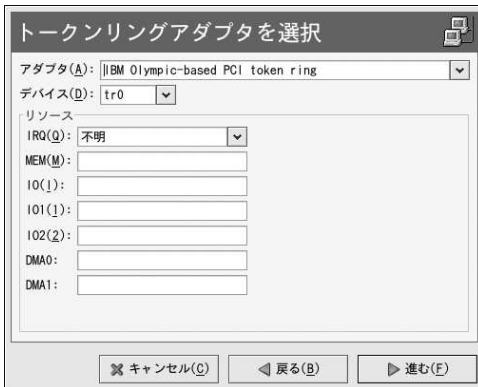 トークンリングアダプタを選択
アダプタ(A): IBM Olympic-based PCI token ring
デバイス(D): tr0
リソース
IRQ(Q): 不明
MEM(M):
IO(I):
IO1(1):
IO2(2):
DMA0:
DMA1:
キャンセル(C) 戻る(B) 進む(F)